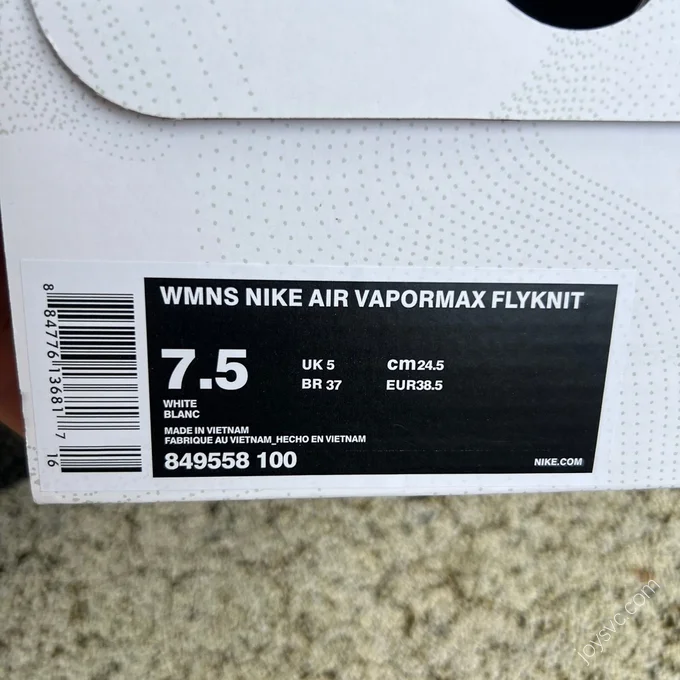 WMNS NIKE AIR VAPORMAX FLYKNIT
7.5
UK 5
cm24.5
BR 37
EUR38.5
WHITE
BLANC
MADE IN VIETNAM
FABRIQUE AU VIETNAM_HECHO EN VIETNAM
849558 100
NIKE.COM
8 84776 13681 7
16
joysvc.com